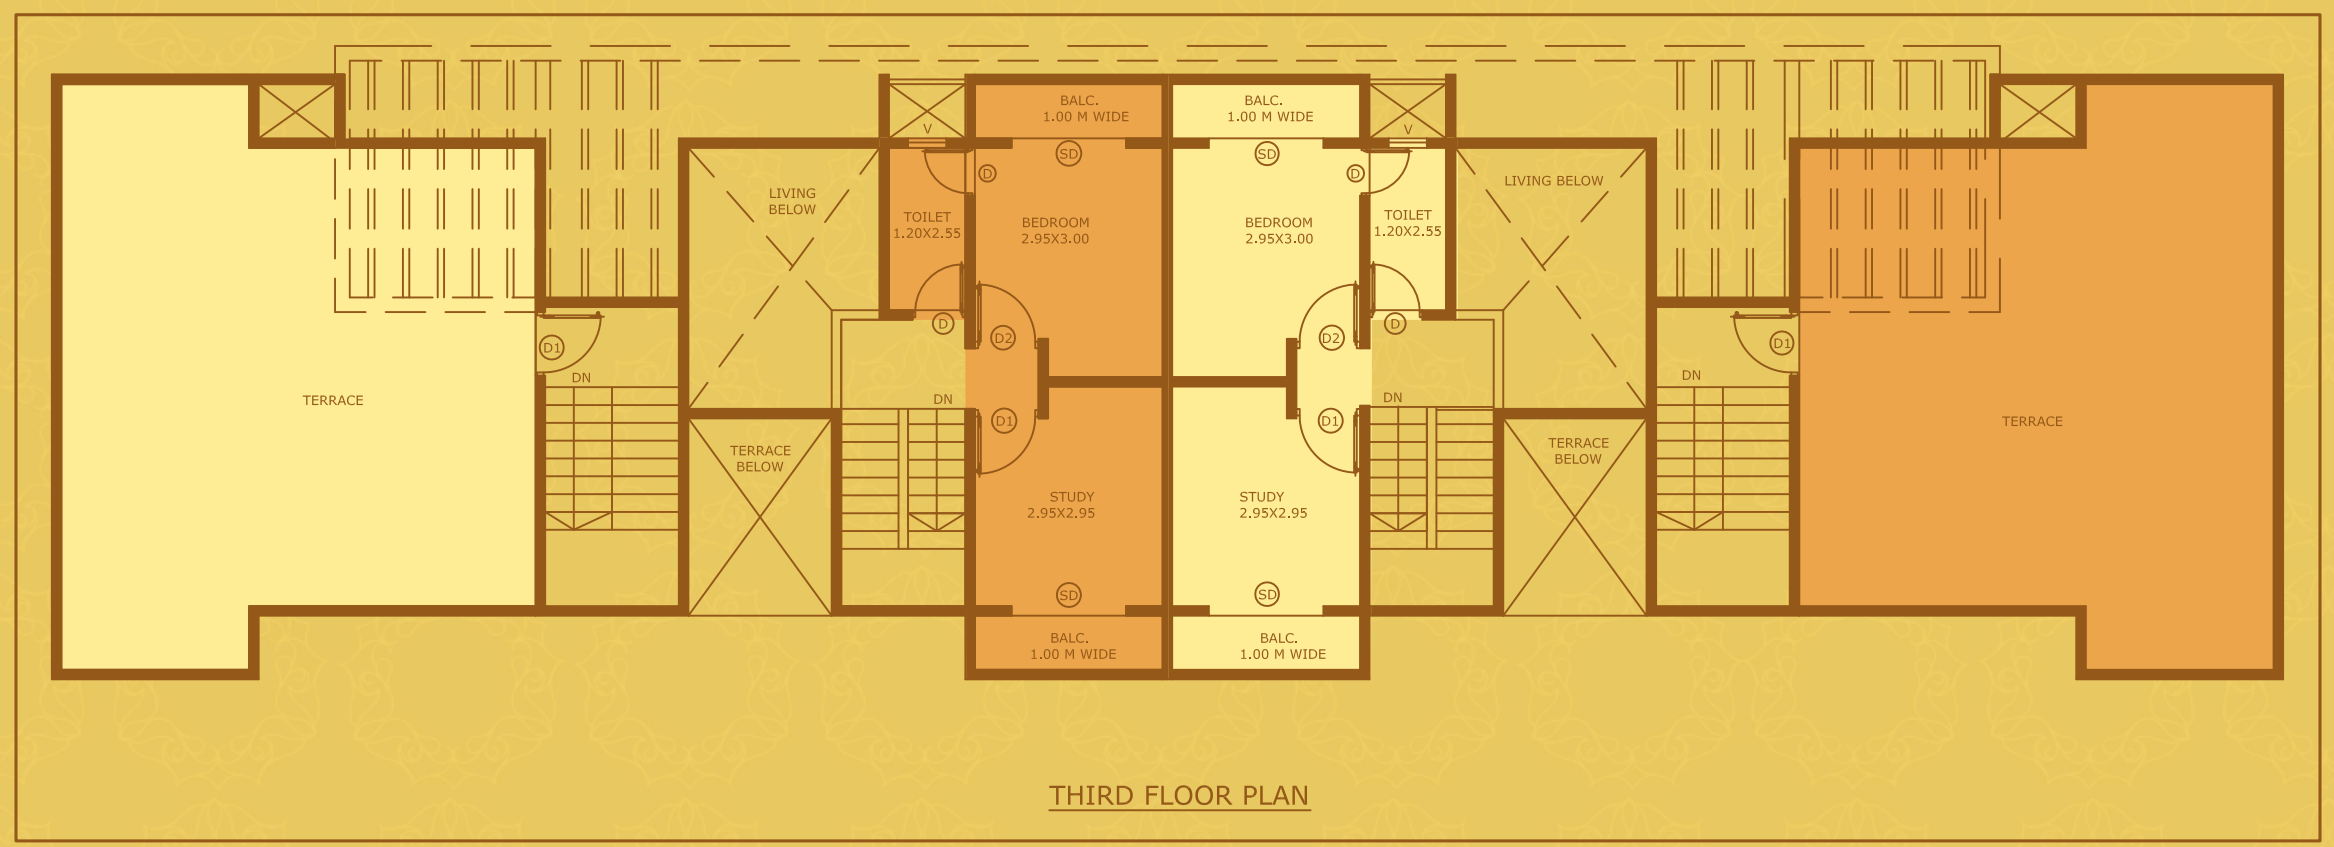 BALC.
1.00 M WIDE
BALC.
1.00 M WIDE
V
V
SD
SD
D
D
LIVING
BELOW
LIVING BELOW
TOILET
1.20X2.55
BEDROOM
2.95X3.00
BEDROOM
2.95X3.00
TOILET
1.20X2.55
D
D
D1
D2
D2
D1
DN
DN
TERRACE
DN
DN
D1
D1
TERRACE
TERRACE
BELOW
TERRACE
BELOW
STUDY
2.95X2.95
STUDY
2.95X2.95
SD
SD
BALC.
1.00 M WIDE
BALC.
1.00 M WIDE
THIRD FLOOR PLAN